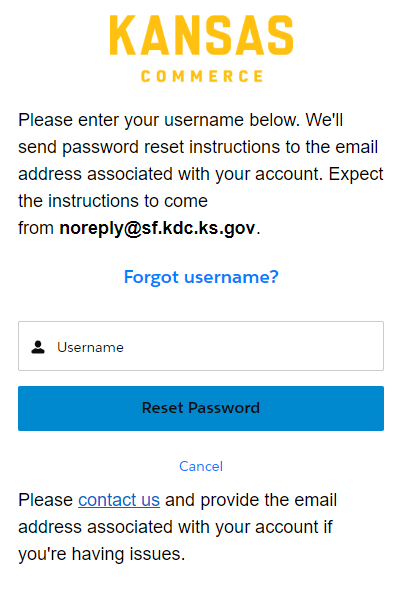 KANSAS
COMMERCE
Please enter your username below. We'll
send password reset instructions to the email
address associated with your account. Expect
the instructions to come
from noreply@sf.kdc.ks.gov.
Forgot username?
Username
Reset Password
Cancel
Please contact us and provide the email
address associated with your account if
you're having issues.